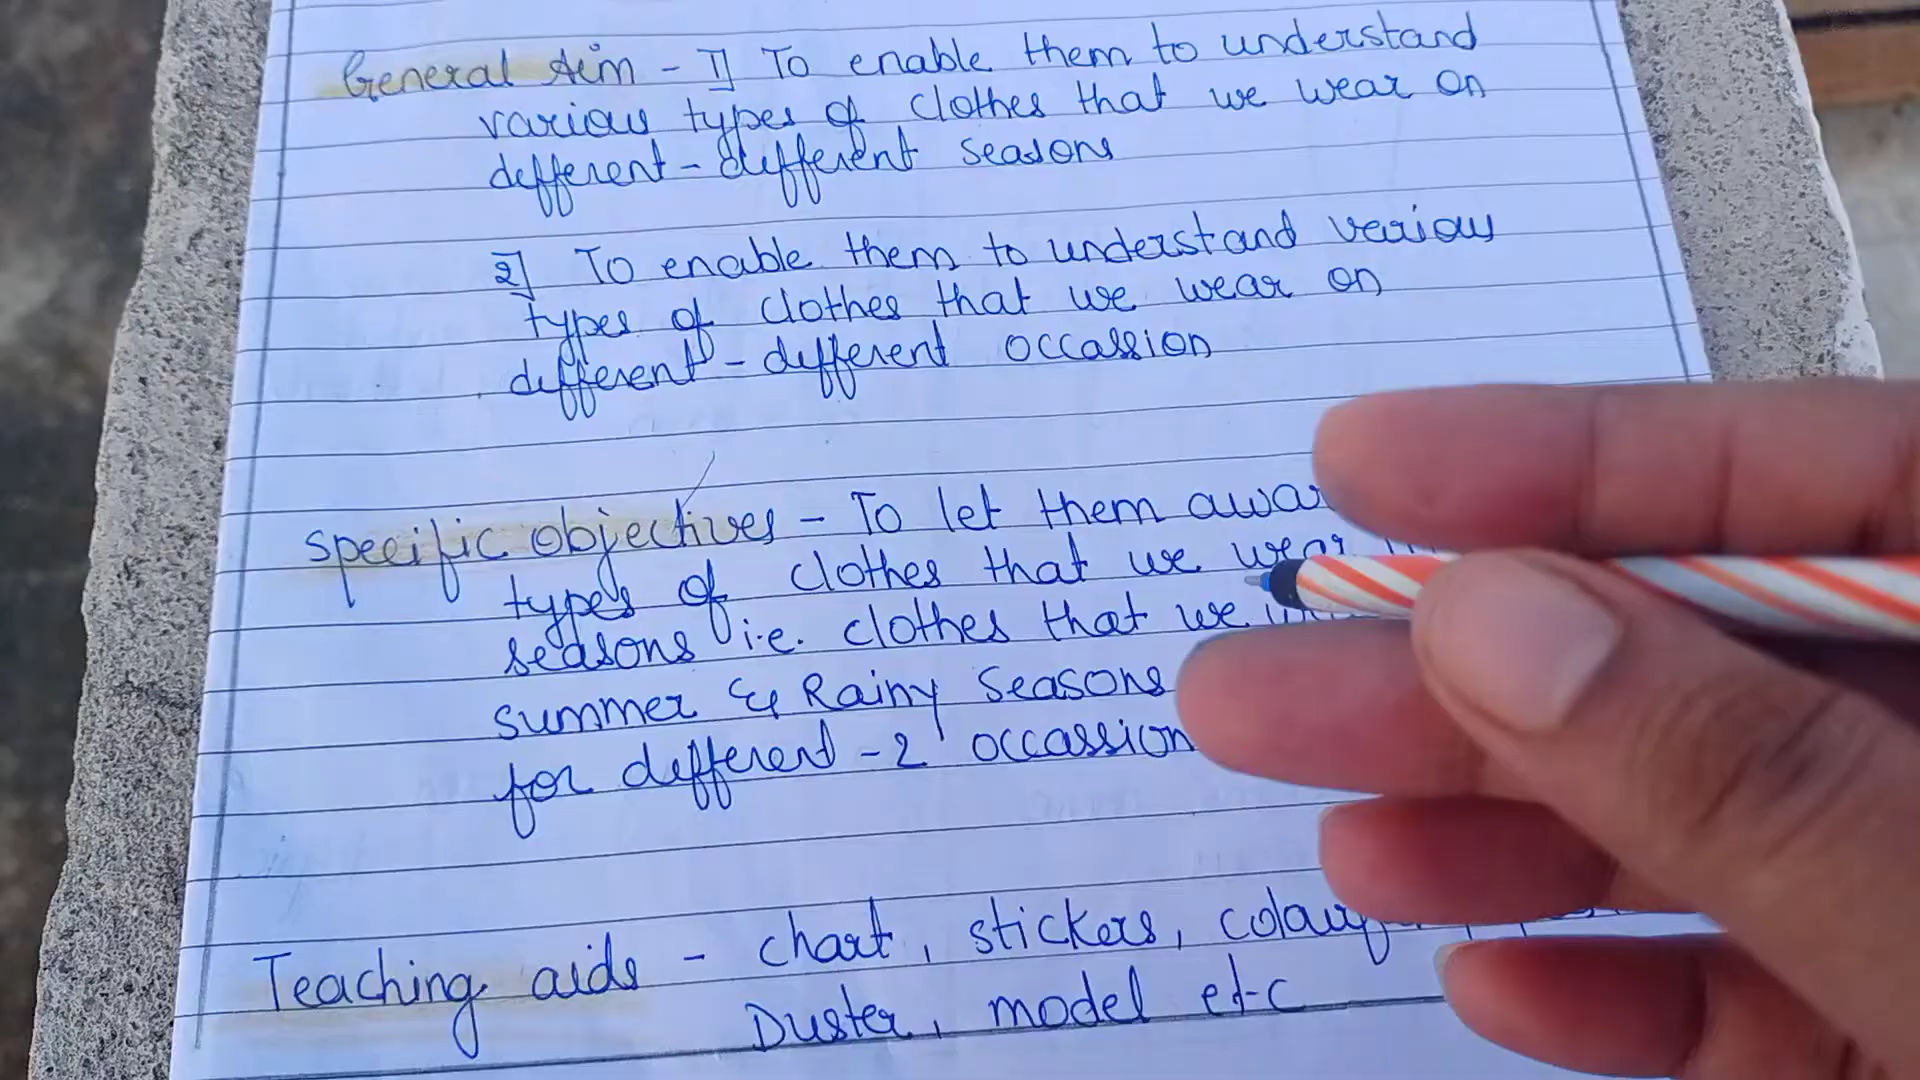 General Aim - 1] To enable them to understand
various types of clothes that we wear on
different - different seasons
2] To enable them to understand various
types of clothes that we wear on
different - different occassion
Specific objectives - To let them
types of clothes that we wear
seasons i.e. clothes that we
summer & Rainy Seasons
for different -2 occassion
Teaching aids - chart, stickers,
Duster, model etc